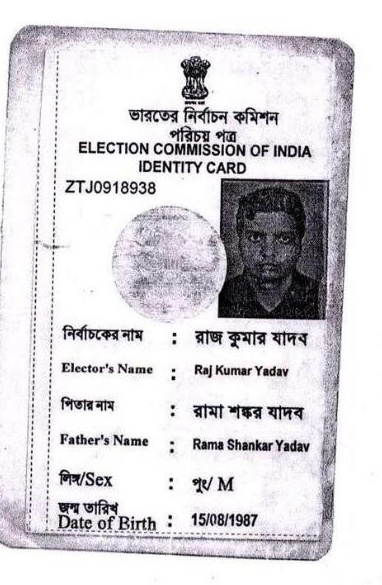 ভারতের নির্বাচন কমিশন
পরিচয় পত্র
ELECTION COMMISSION OF INDIA
IDENTITY CARD
ZTJ0918938
নির্বাচকের নাম : রাজ কুমার যাদব
Elector's Name : Raj Kumar Yadav
পিতার নাম : রামা শঙ্কর যাদব
Father's Name : Rama Shankar Yadav
লিঙ্গ/Sex : পুং/ M
জন্ম তারিখ
Date of Birth : 15/08/1987